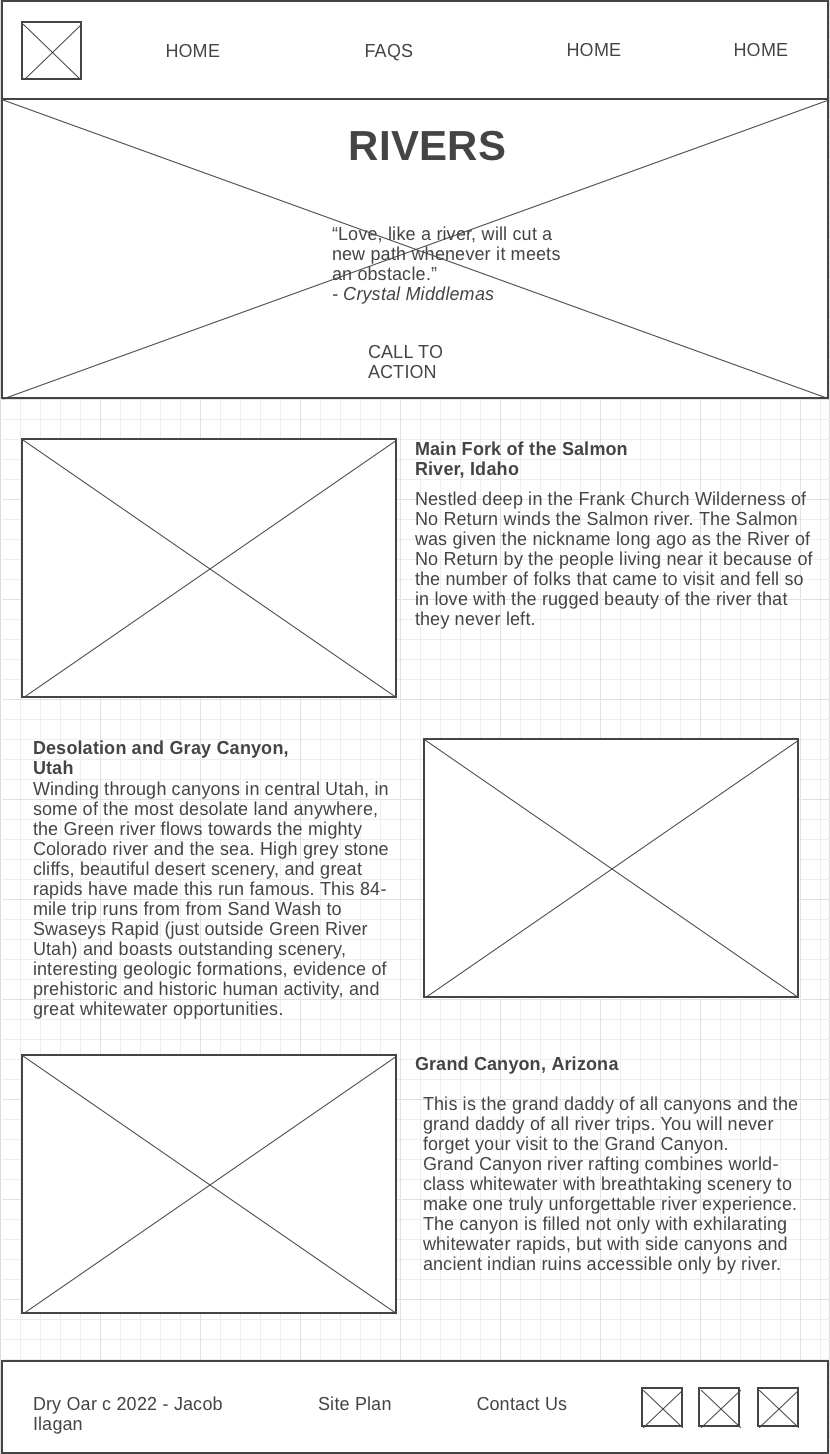 HOME FAQS HOME HOME
RIVERS
“Love, like a river, will cut a
new path whenever it meets
an obstacle.”
- Crystal Middlemas
CALL TO
ACTION
Main Fork of the Salmon
River, Idaho
Nestled deep in the Frank Church Wilderness of
No Return winds the Salmon river. The Salmon
was given the nickname long ago as the River of
No Return by the people living near it because of
the number of folks that came to visit and fell so
in love with the rugged beauty of the river that
they never left.
Desolation and Gray Canyon,
Utah
Winding through canyons in central Utah, in
some of the most desolate land anywhere,
the Green river flows towards the mighty
Colorado river and the sea. High grey stone
cliffs, beautiful desert scenery, and great
rapids have made this run famous. This 84-
mile trip runs from from Sand Wash to
Swaseys Rapid (just outside Green River
Utah) and boasts outstanding scenery,
interesting geologic formations, evidence of
prehistoric and historic human activity, and
great whitewater opportunities.
Grand Canyon, Arizona
This is the grand daddy of all canyons and the
grand daddy of all river trips. You will never
forget your visit to the Grand Canyon.
Grand Canyon river rafting combines world-
class whitewater with breathtaking scenery to
make one truly unforgettable river experience.
The canyon is filled not only with exhilarating
whitewater rapids, but with side canyons and
ancient indian ruins accessible only by river.
Dry Oar c 2022 - Jacob
Ilagan
Site Plan
Contact Us